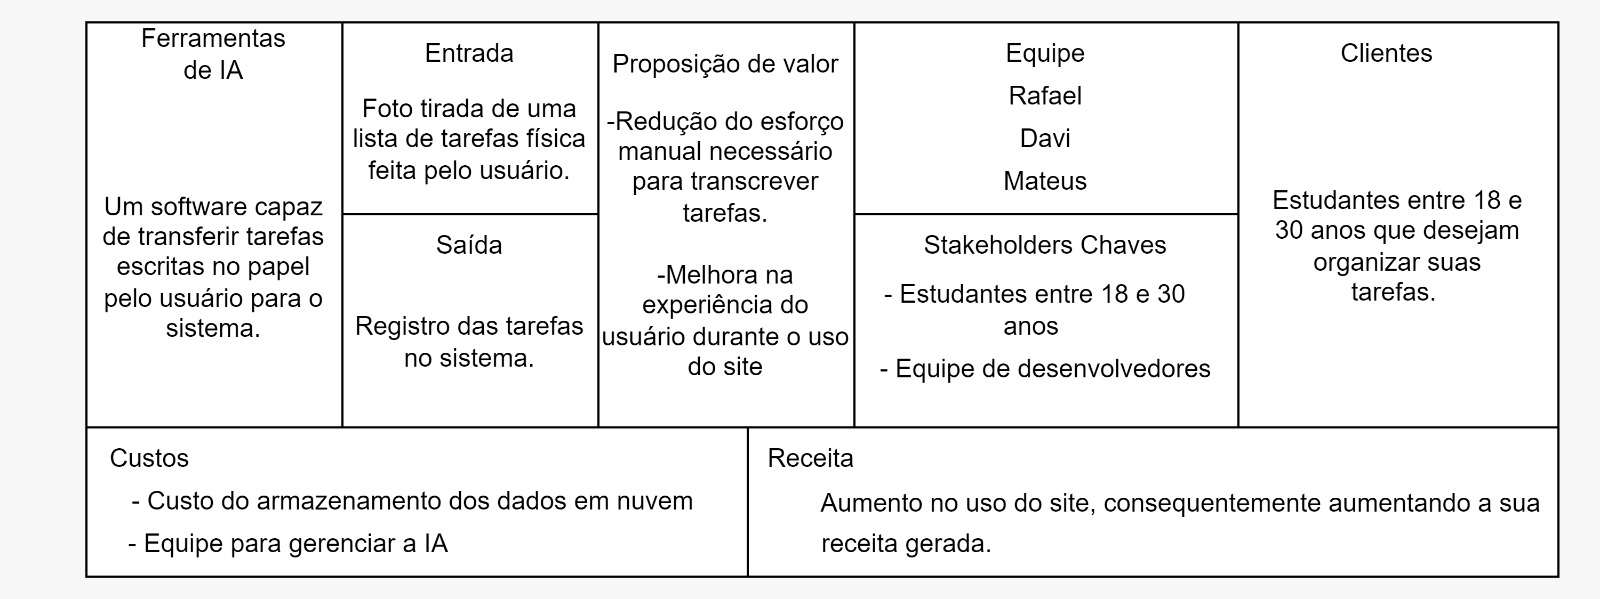 Ferramentas
de IA
Um software capaz
de transferir tarefas
escritas no papel
pelo usuário para o
sistema.
Entrada
Foto tirada de uma
lista de tarefas física
feita pelo usuário.
Saída
Registro das tarefas
no sistema.
Proposição de valor
-Redução do esforço
manual necessário
para transcrever
tarefas.
-Melhora na
experiência do
usuário durante o uso
do site
Equipe
Rafael
Davi
Mateus
Stakeholders Chaves
- Estudantes entre 18 e 30
anos
- Equipe de desenvolvedores
Clientes
Estudantes entre 18 e
30 anos que desejam
organizar suas
tarefas.
Custos
- Custo do armazenamento dos dados em nuvem
- Equipe para gerenciar a IA
Receita
Aumento no uso do site, consequentemente aumentando a sua
receita gerada.